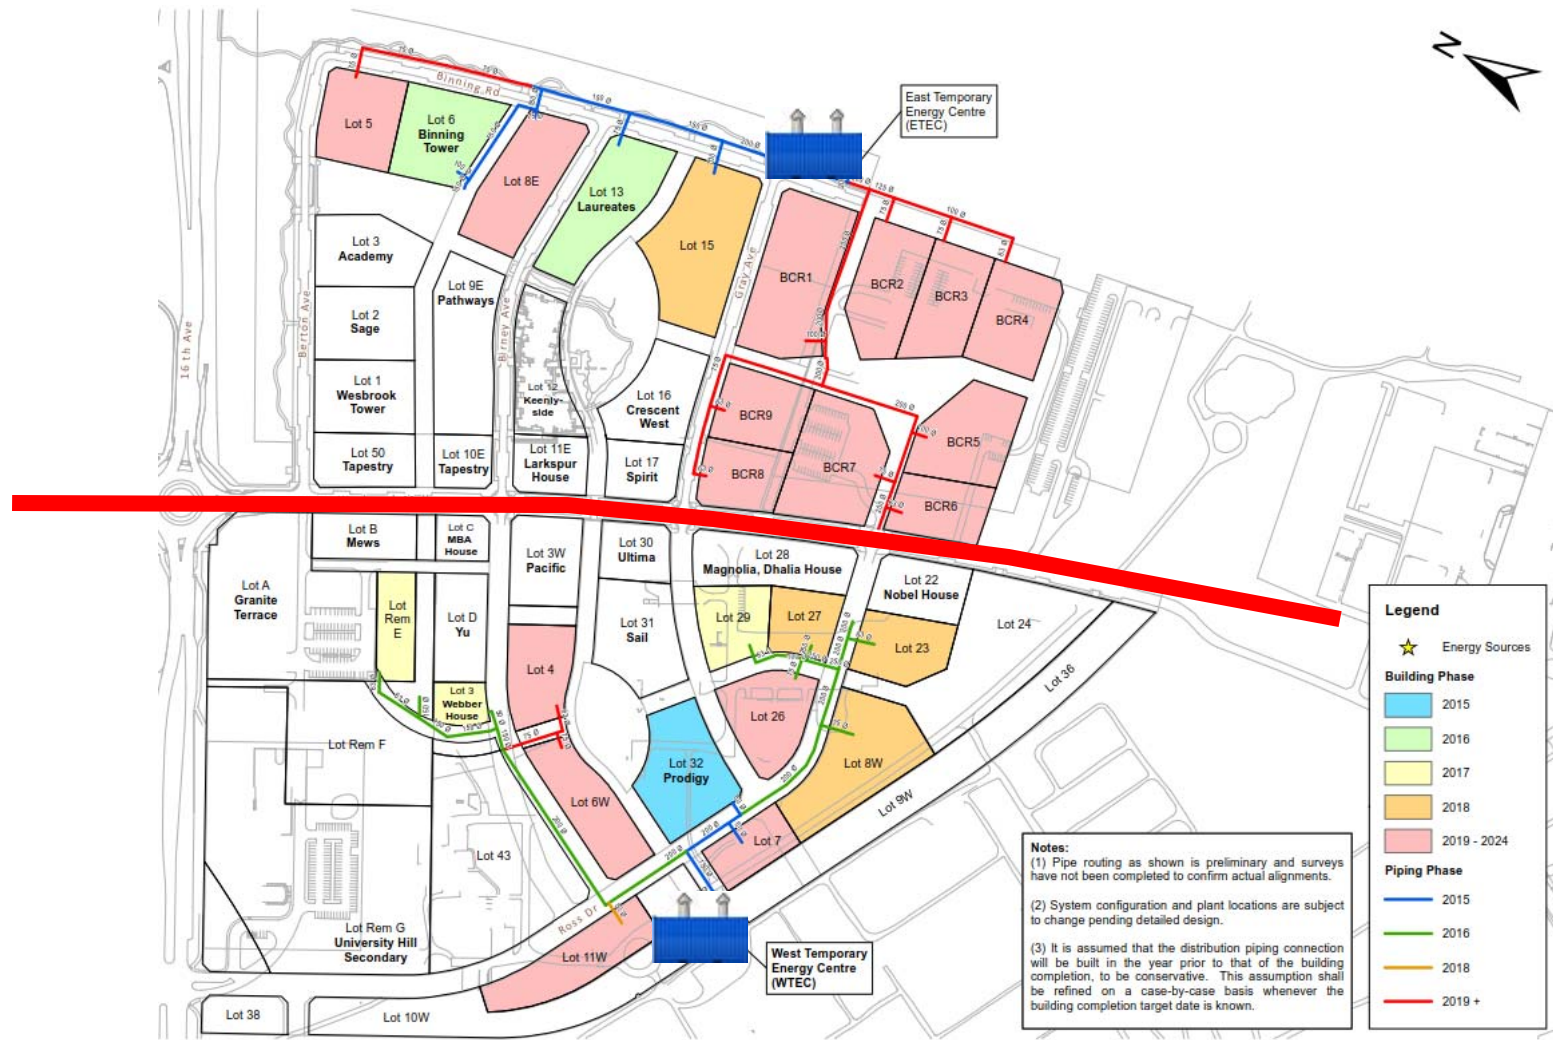 N
East Temporary
Energy Centre
(ETEC)
Binning Rd
75 Ø
75 Ø
150 Ø
155 Ø
200 Ø
125 Ø
100 Ø
Lot 5
Lot 6
Binning
Tower
Lot 8E
Lot 13
Laureates
Lot 15
BCR1
BCR2
BCR3
BCR4
Lot 3
Academy
Lot 9E
Pathways
Lot 2
Sage
Lot 1
Wesbrook
Tower
Lot 12
Keenly-
side
Lot 16
Crescent
West
BCR9
BCR8
BCR7
BCR5
BCR6
Lot 50
Tapestry
Lot 10E
Tapestry
Lot 11E
Larkspur
House
Lot 17
Spirit
16th Ave
Berton Ave
Birney Ave
Gray Ave
Lot B
Mews
Lot C
MBA
House
Lot 3W
Pacific
Lot 30
Ultima
Lot 28
Magnolia, Dhalia House
Lot 22
Nobel House
Lot A
Granite
Terrace
Lot
Rem
E
Lot D
Yu
Lot 31
Sail
Lot 29
Lot 27
Lot 23
Lot 24
Lot 36
Lot 4
Lot 3
Webber
House
Lot 26
Lot Rem F
Lot 32
Prodigy
Lot 8W
Lot 9W
Lot 6W
Lot 7
Lot 43
Ross Dr
Lot Rem G
University Hill
Secondary
Lot 11W
West Temporary
Energy Centre
(WTEC)
Lot 38
Lot 10W
Notes:
(1) Pipe routing as shown is preliminary and surveys
have not been completed to confirm actual alignments.
(2) System configuration and plant locations are subject
to change pending detailed design.
(3) It is assumed that the distribution piping connection
will be built in the year prior to that of the building
completion, to be conservative. This assumption shall
be refined on a case-by-case basis whenever the
building completion target date is known.
Legend
Energy Sources
Building Phase
2015
2016
2017
2018
2019 - 2024
Piping Phase
2015
2016
2018
2019 +